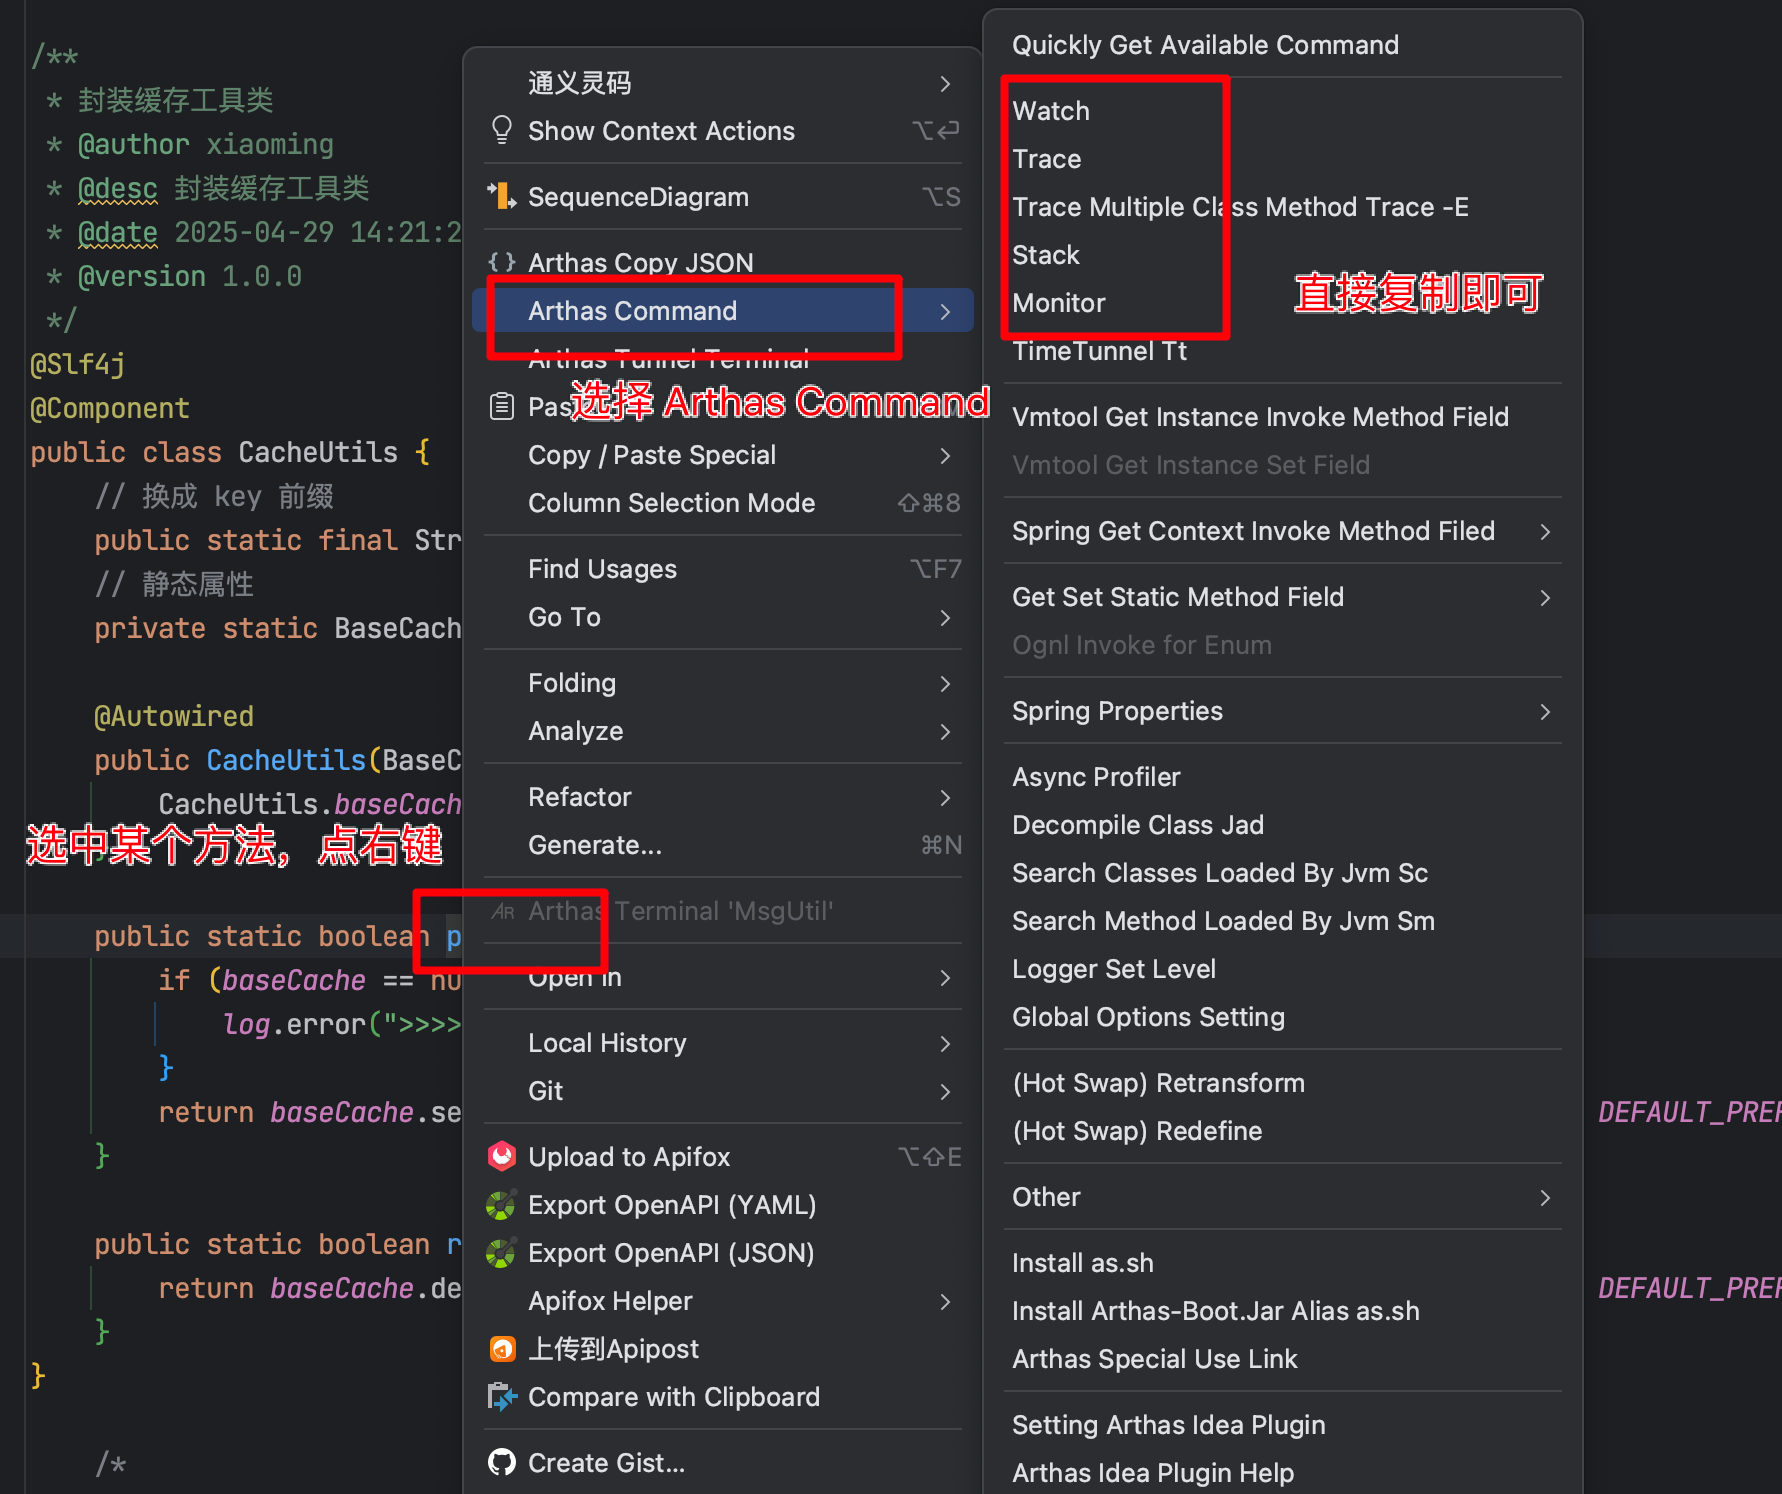 /**
* 封装缓存工具类
* @author xiaoming
* @desc 封装缓存工具类
* @date 2025-04-29 14:21:2
* @version 1.0.0
*/
@Slf4j
@Component
public class CacheUtils {
// 换成 key 前缀
public static final Str
// 静态属性
private static BaseCach
@Autowired
public CacheUtils(BaseC
CacheUtils.baseCach
选中某个方法，点右键
public static boolean p
if (baseCache == nu
log.error(">>>>
}
return baseCache.se
DEFAULT_PREF
}
public static boolean r
return baseCache.de
DEFAULT_PREF
}
}
/*
通义灵码
Show Context Actions ⌥↩
SequenceDiagram ⌥S
Arthas Copy JSON
Arthas Command
Arthas Tunnel Terminal
选择 Arthas Command
Copy / Paste Special
Column Selection Mode ⇧⌘8
Find Usages ⌥F7
Go To
Folding
Analyze
Refactor
Generate... ⌘N
Arthas Terminal 'MsgUtil'
Open In
Local History
Git
Upload to Apifox ⌥⇧E
Export OpenAPI (YAML)
Export OpenAPI (JSON)
Apifox Helper
上传到Apipost
Compare with Clipboard
Create Gist...
Quickly Get Available Command
Watch
Trace
Trace Multiple Class Method Trace -E
Stack
Monitor
直接复制即可
TimeTunnel Tt
Vmtool Get Instance Invoke Method Field
Vmtool Get Instance Set Field
Spring Get Context Invoke Method Filed
Get Set Static Method Field
Ognl Invoke for Enum
Spring Properties
Async Profiler
Decompile Class Jad
Search Classes Loaded By Jvm Sc
Search Method Loaded By Jvm Sm
Logger Set Level
Global Options Setting
(Hot Swap) Retransform
(Hot Swap) Redefine
Other
Install as.sh
Install Arthas-Boot.Jar Alias as.sh
Arthas Special Use Link
Setting Arthas Idea Plugin
Arthas Idea Plugin Help